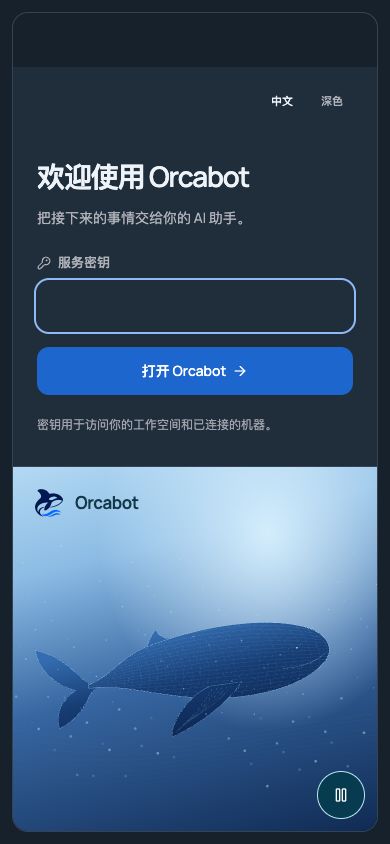 中文 深色
欢迎使用 Orcabot
把接下来的事情交给你的 AI 助手。
服务密钥
打开 Orcabot →
密钥用于访问你的工作空间和已连接的机器。
Orcabot